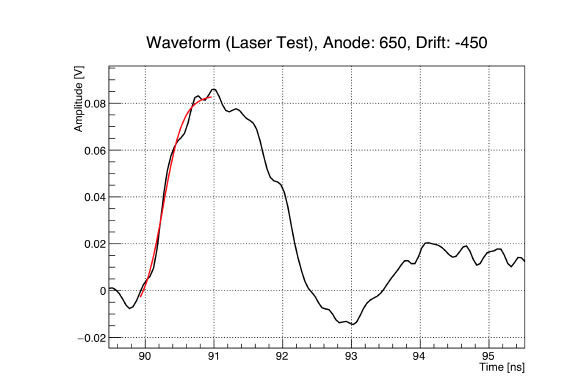 Waveform (Laser Test), Anode: 650, Drift: -450
Amplitude [V]
0.08
0.06
0.04
0.02
0
−0.02
90 91 92 93 94 95
Time [ns]